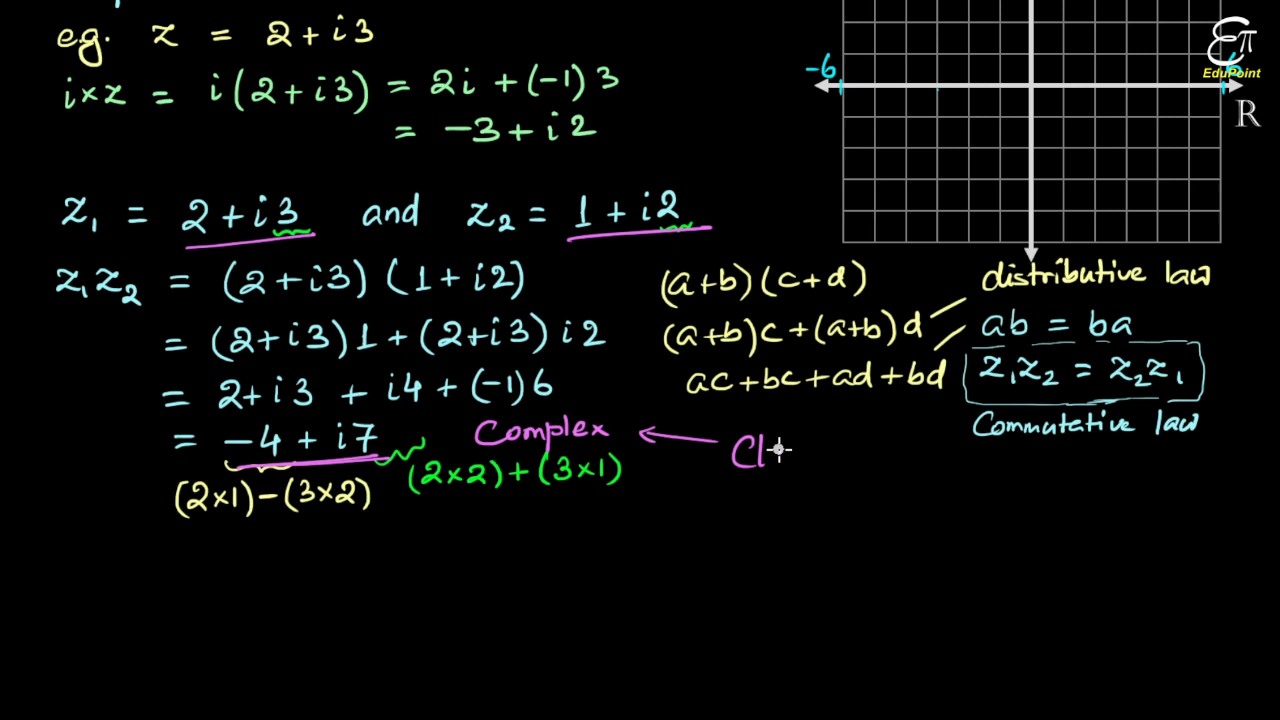 eg. z = 2 + i3
i×z = i(2 + i3) = 2i + (-1)3
= -3 + i2
-6
6
επ
EduPoint
R
z₁ = 2 + i3 and z₂ = 1 + i2
z₁z₂ = (2 + i3)(1 + i2)
= (2 + i3)1 + (2 + i3)i2
= 2 + i3 + i4 + (-1)6
= -4 + i7
(2×1) - (3×2)
(2×2) + (3×1)
Complex
Cl
(a+b)(c+d)
(a+b)c + (a+b)d
ac + bc + ad + bd
distributive law
ab = ba
z₁z₂ = z₂z₁
Commutative law